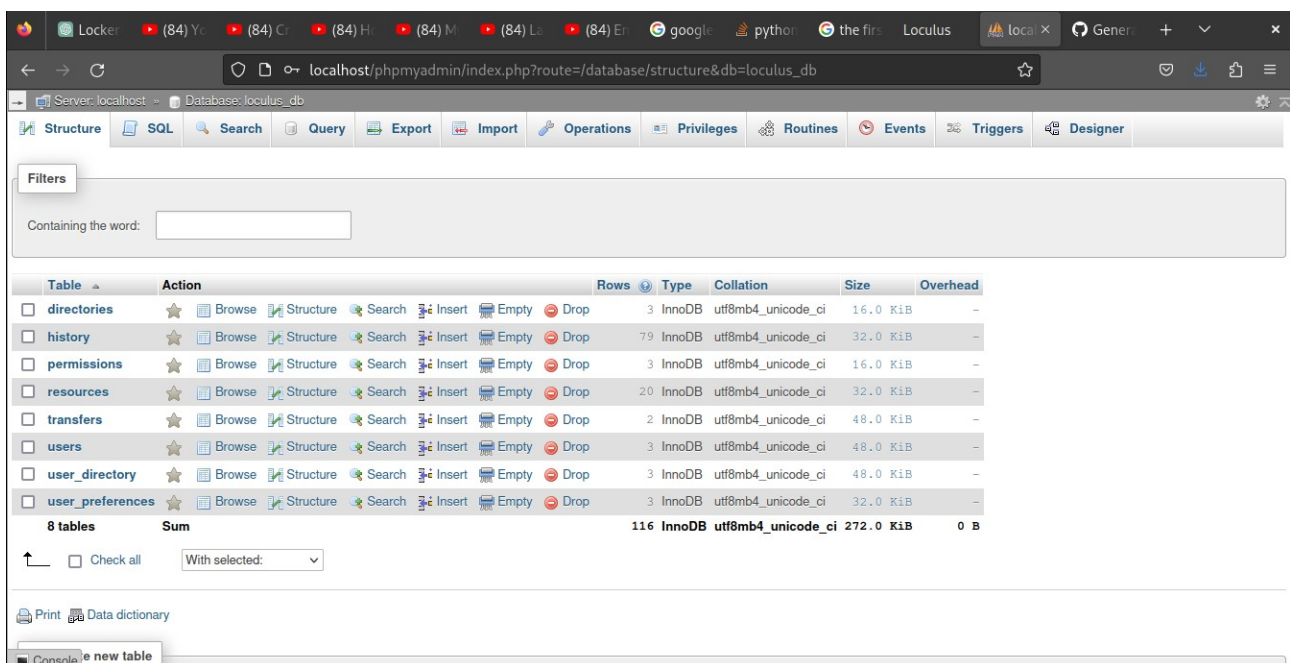 Locker (84) Yo (84) Cr (84) Ho (84) M (84) La (84) En google python the firs Loculus local Genera
localhost/phpmyadmin/index.php?route=/database/structure&db=loculus_db
Server: localhost » Database: loculus_db
Structure SQL Search Query Export Import Operations Privileges Routines Events Triggers Designer
Filters
Containing the word:
Table Action Rows Type Collation Size Overhead
directories Browse Structure Search Insert Empty Drop 3 InnoDB utf8mb4_unicode_ci 16.0 KiB -
history Browse Structure Search Insert Empty Drop 79 InnoDB utf8mb4_unicode_ci 32.0 KiB -
permissions Browse Structure Search Insert Empty Drop 3 InnoDB utf8mb4_unicode_ci 16.0 KiB -
resources Browse Structure Search Insert Empty Drop 20 InnoDB utf8mb4_unicode_ci 32.0 KiB -
transfers Browse Structure Search Insert Empty Drop 2 InnoDB utf8mb4_unicode_ci 48.0 KiB -
users Browse Structure Search Insert Empty Drop 3 InnoDB utf8mb4_unicode_ci 48.0 KiB -
user_directory Browse Structure Search Insert Empty Drop 3 InnoDB utf8mb4_unicode_ci 48.0 KiB -
user_preferences Browse Structure Search Insert Empty Drop 3 InnoDB utf8mb4_unicode_ci 32.0 KiB -
8 tables Sum 116 InnoDB utf8mb4_unicode_ci 272.0 KiB 0 B
Check all With selected:
Print Data dictionary
Console e new table